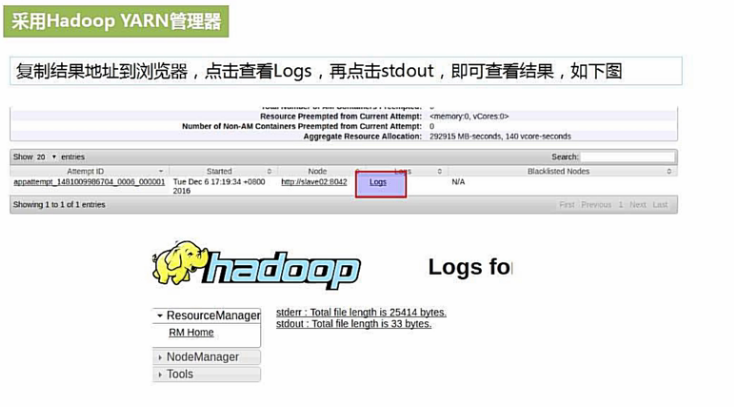 采用Hadoop YARN管理器
复制结果地址到浏览器，点击查看Logs，再点击stdout，即可查看结果，如下图
Resource Preempted from Current Attempt: <memory:0, vCores:0>
Number of Non-AM Containers Preempted from Current Attempt: 0
Aggregate Resource Allocation: 292915 MB-seconds, 140 vcore-seconds
Show 20 entries Search:
Attempt ID Started Node Logs Blacklisted Nodes
appattempt_1481009986704_0006_000001 Tue Dec 6 17:19:34 +0800 2016 http://slave02:8042 Logs N/A
Showing 1 to 1 of 1 entries First Previous 1 Next Last
hadoop Logs fo
ResourceManager
RM Home
NodeManager
Tools
stderr : Total file length is 25414 bytes.
stdout : Total file length is 33 bytes.